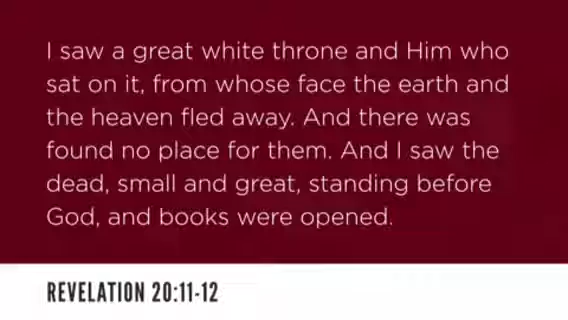 I saw a great white throne and Him who
sat on it, from whose face the earth and
the heaven fled away. And there was
found no place for them. And I saw the
dead, small and great, standing before
God, and books were opened.
REVELATION 20:11-12